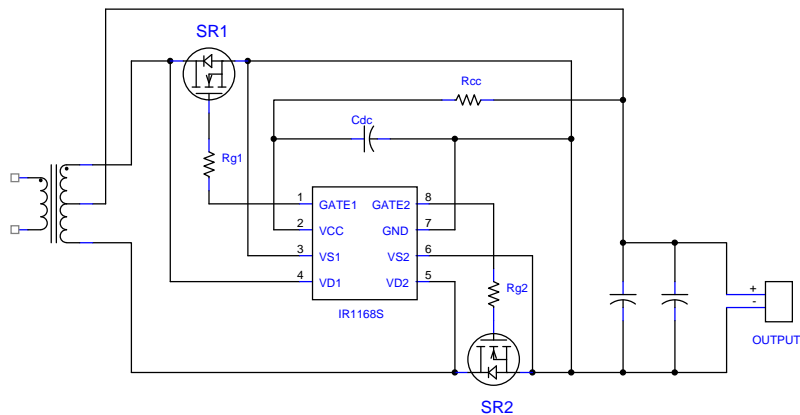 SR1
Rcc
Cdc
Rg1
1 GATE1 GATE2 8
2 VCC GND 7
3 VS1 VS2 6
4 VD1 VD2 5
Rg2
IR1168S
+
-
OUTPUT
SR2